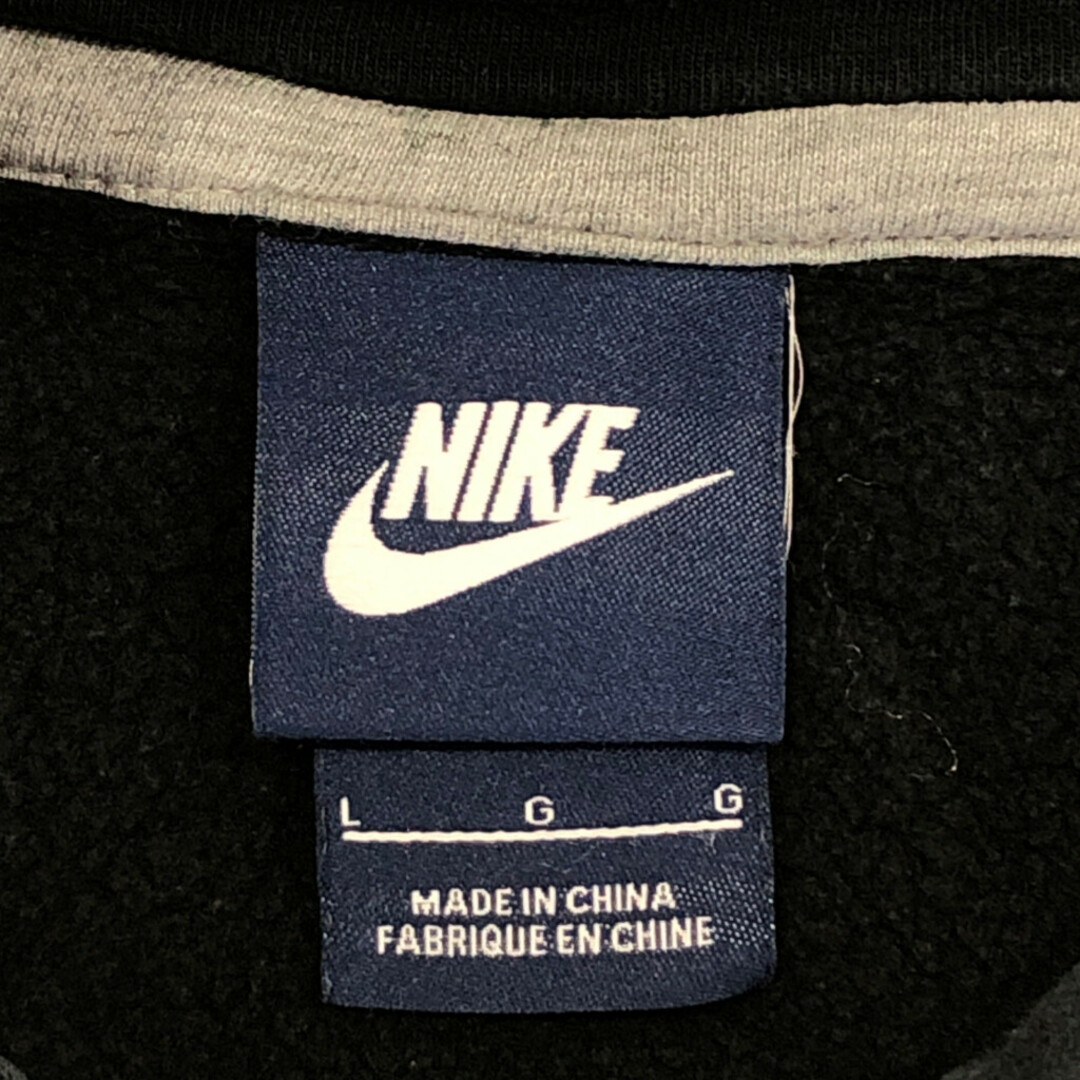 NIKE
L G G
MADE IN CHINA
FABRIQUE EN CHINE